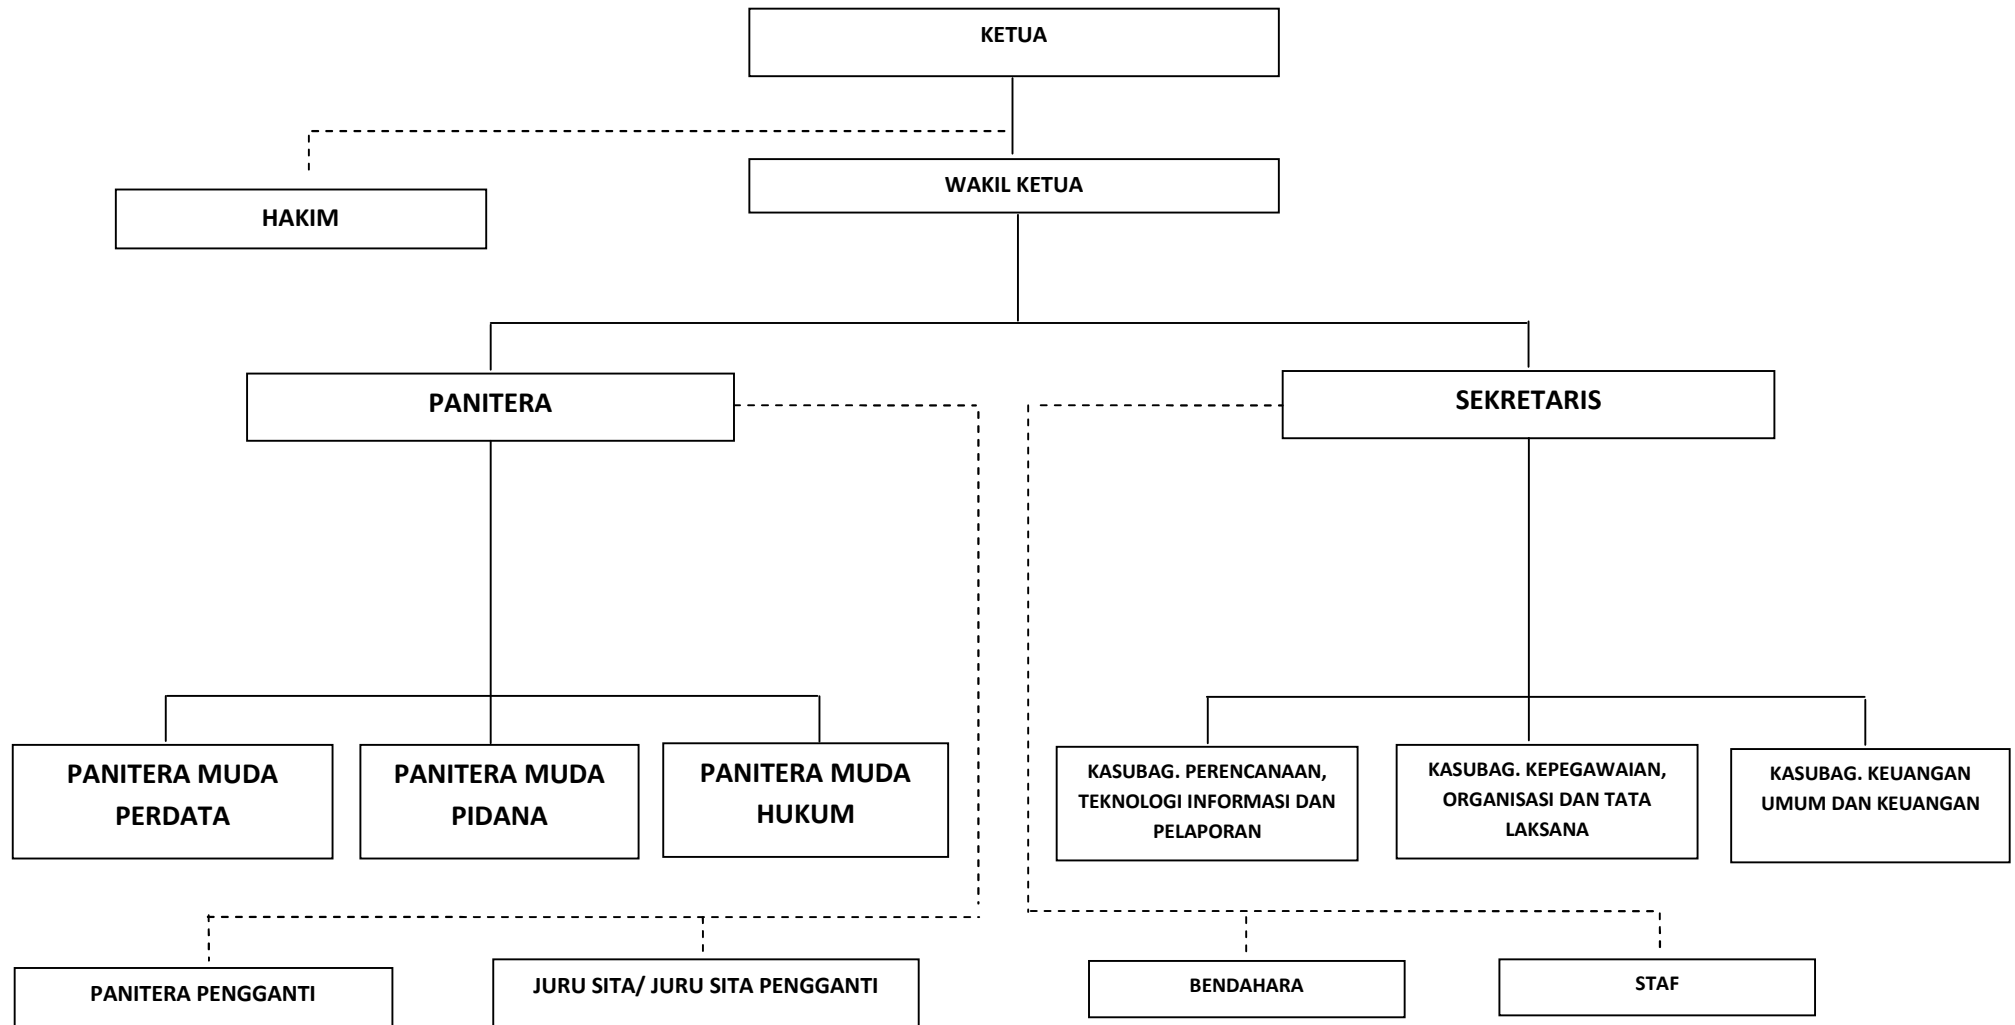 KETUA
WAKIL KETUA
HAKIM
PANITERA
SEKRETARIS
PANITERA MUDA
PERDATA
PANITERA MUDA
PIDANA
PANITERA MUDA
HUKUM
KASUBAG. PERENCANAAN,
TEKNOLOGI INFORMASI DAN
PELAPORAN
KASUBAG. KEPEGAWAIAN,
ORGANISASI DAN TATA
LAKSANA
KASUBAG. KEUANGAN
UMUM DAN KEUANGAN
PANITERA PENGGANTI
JURU SITA/ JURU SITA PENGGANTI
BENDAHARA
STAF